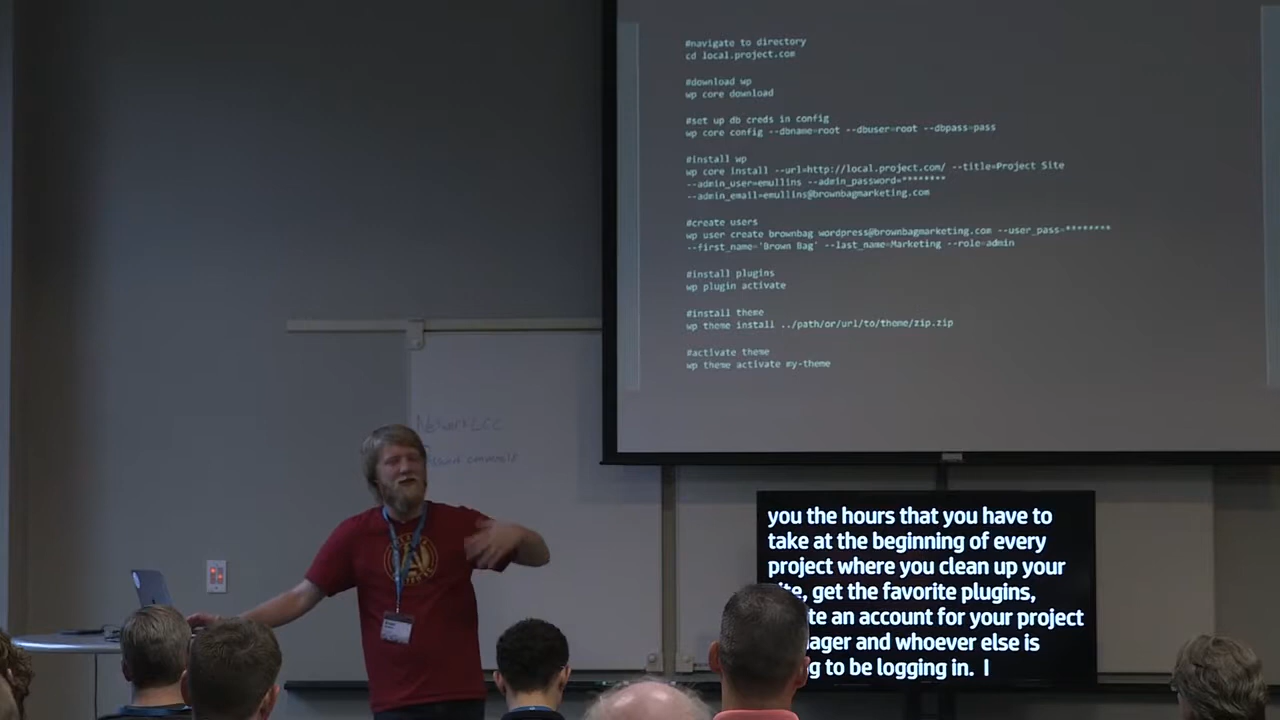 #navigate to directory
cd local.project.com
#download wp
wp core download
#set up db creds in config
wp core config --dbname=root --dbuser=root --dbpass=pass
#install wp
wp core install --url=http://local.project.com/ --title=Project Site
--admin_user=emullins --admin_password=********
--admin_email=emullins@brownbagmarketing.com
#create users
wp user create brownbag wordpress@brownbagmarketing.com --user_pass=********
--first_name='Brown Bag' --last_name=Marketing --role=admin
#install plugins
wp plugin activate
#install theme
wp theme install ../path/or/url/to/theme/zip.zip
#activate theme
wp theme activate my-theme
you the hours that you have to
take at the beginning of every
project where you clean up your
get the favorite plugins,
an account for your project
and whoever else is
to be logging in. I